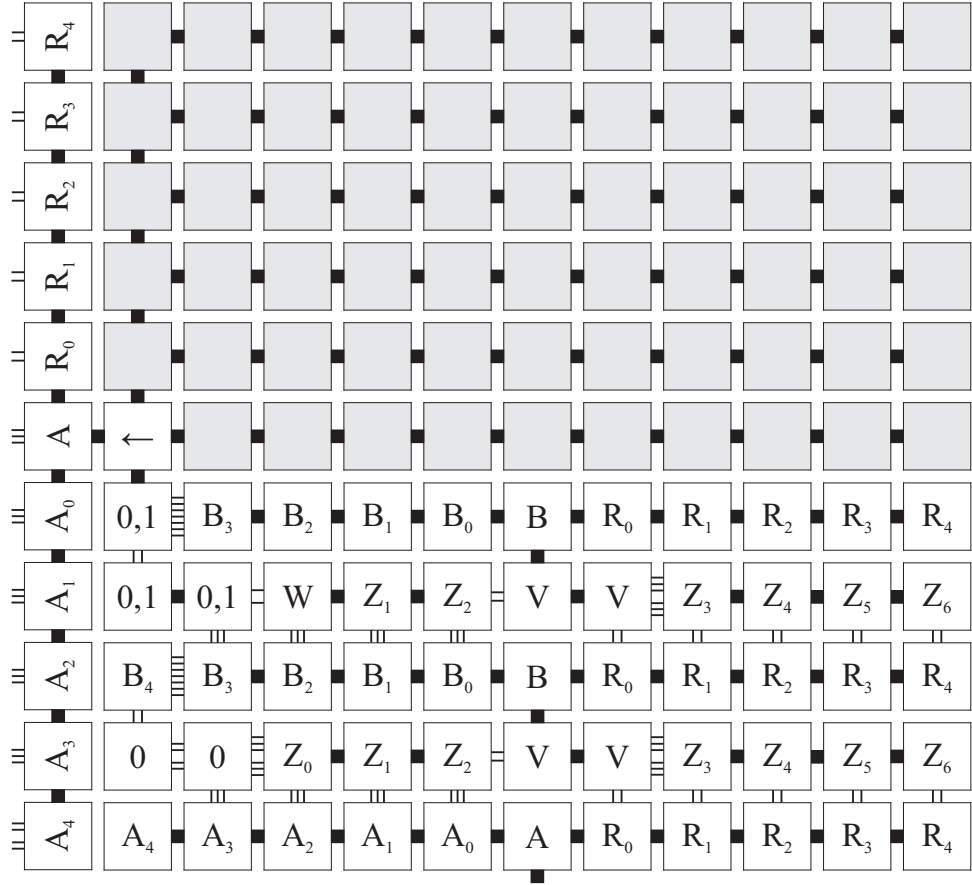 R₄
R₃
R₂
R₁
R₀
A ←
A₀ 0,1 B₃ B₂ B₁ B₀ B R₀ R₁ R₂ R₃ R₄
A₁ 0,1 0,1 W Z₁ Z₂ V V Z₃ Z₄ Z₅ Z₆
A₂ B₄ B₃ B₂ B₁ B₀ B R₀ R₁ R₂ R₃ R₄
A₃ 0 0 Z₀ Z₁ Z₂ V V Z₃ Z₄ Z₅ Z₆
A₄ A₄ A₃ A₂ A₁ A₀ A R₀ R₁ R₂ R₃ R₄